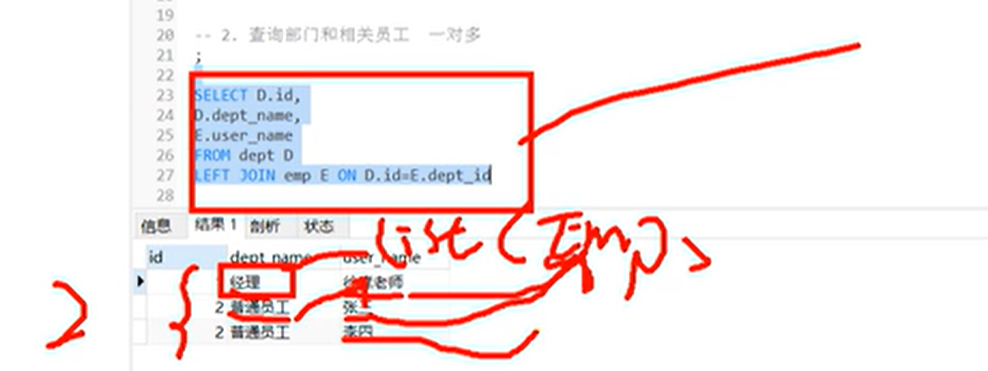 19
20 -- 2. 查询部门和相关员工 一对多
21 ;
22
23 SELECT D.id,
24 D.dept_name,
25 E.user_name
26 FROM dept D
27 LEFT JOIN emp E ON D.id=E.dept_id
28
信息 结果 1 剖析 状态
List(Emp)>
id dept_name user_name
经理 老师
2 普通员工 张
2 普通员工 李四
2 {